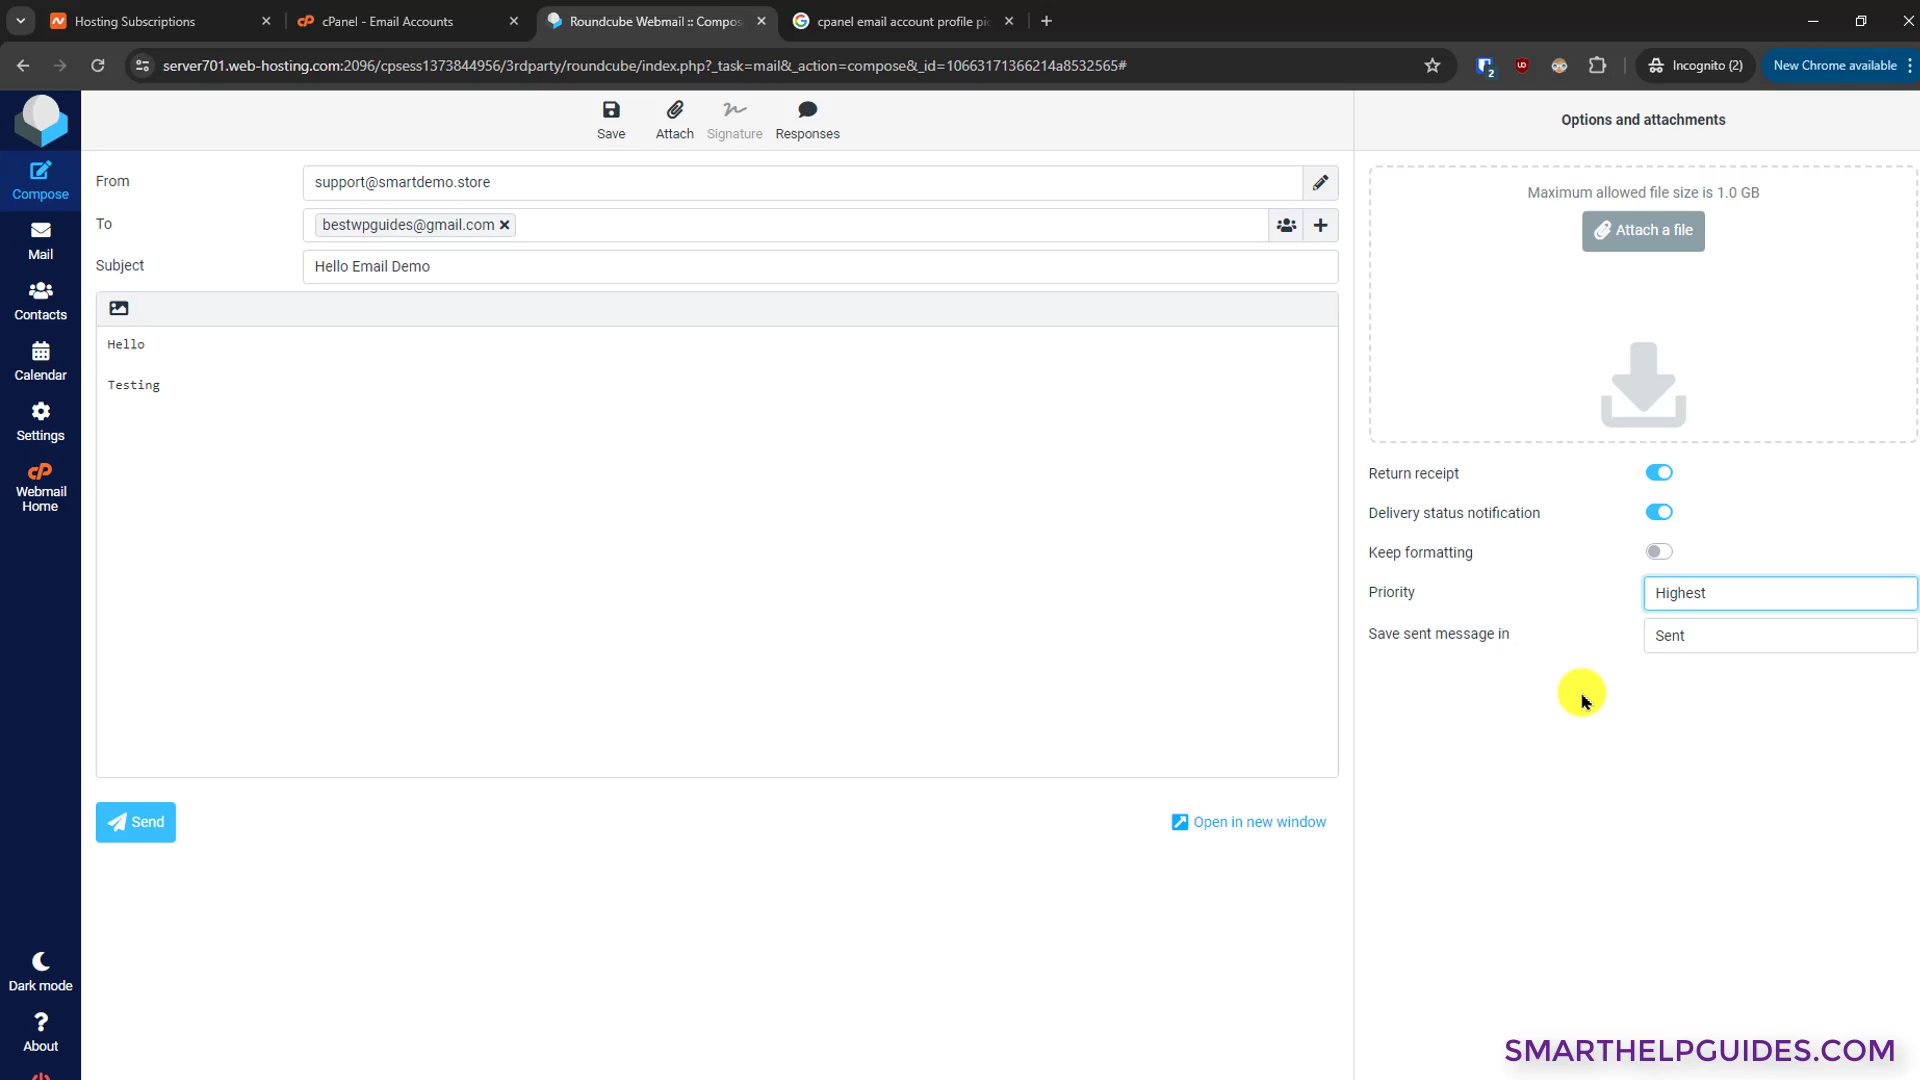 Hosting Subscriptions
cPanel - Email Accounts
Roundcube Webmail :: Compos
cpanel email account profile pi
server701.web-hosting.com:2096/cpsess1373844956/3rdparty/roundcube/index.php?_task=mail&_action=compose&_id=10663171366214a8532565#
2
Incognito (2)
New Chrome available
Save
Attach
Signature
Responses
Options and attachments
Compose
Mail
Contacts
Calendar
Settings
Webmail
Home
Dark mode
About
From
support@smartdemo.store
To
bestwpguides@gmail.com
Subject
Hello Email Demo
Hello
Testing
Send
Open in new window
Maximum allowed file size is 1.0 GB
Attach a file
Return receipt
Delivery status notification
Keep formatting
Priority
Highest
Save sent message in
Sent
SMARTHELPGUIDES.COM